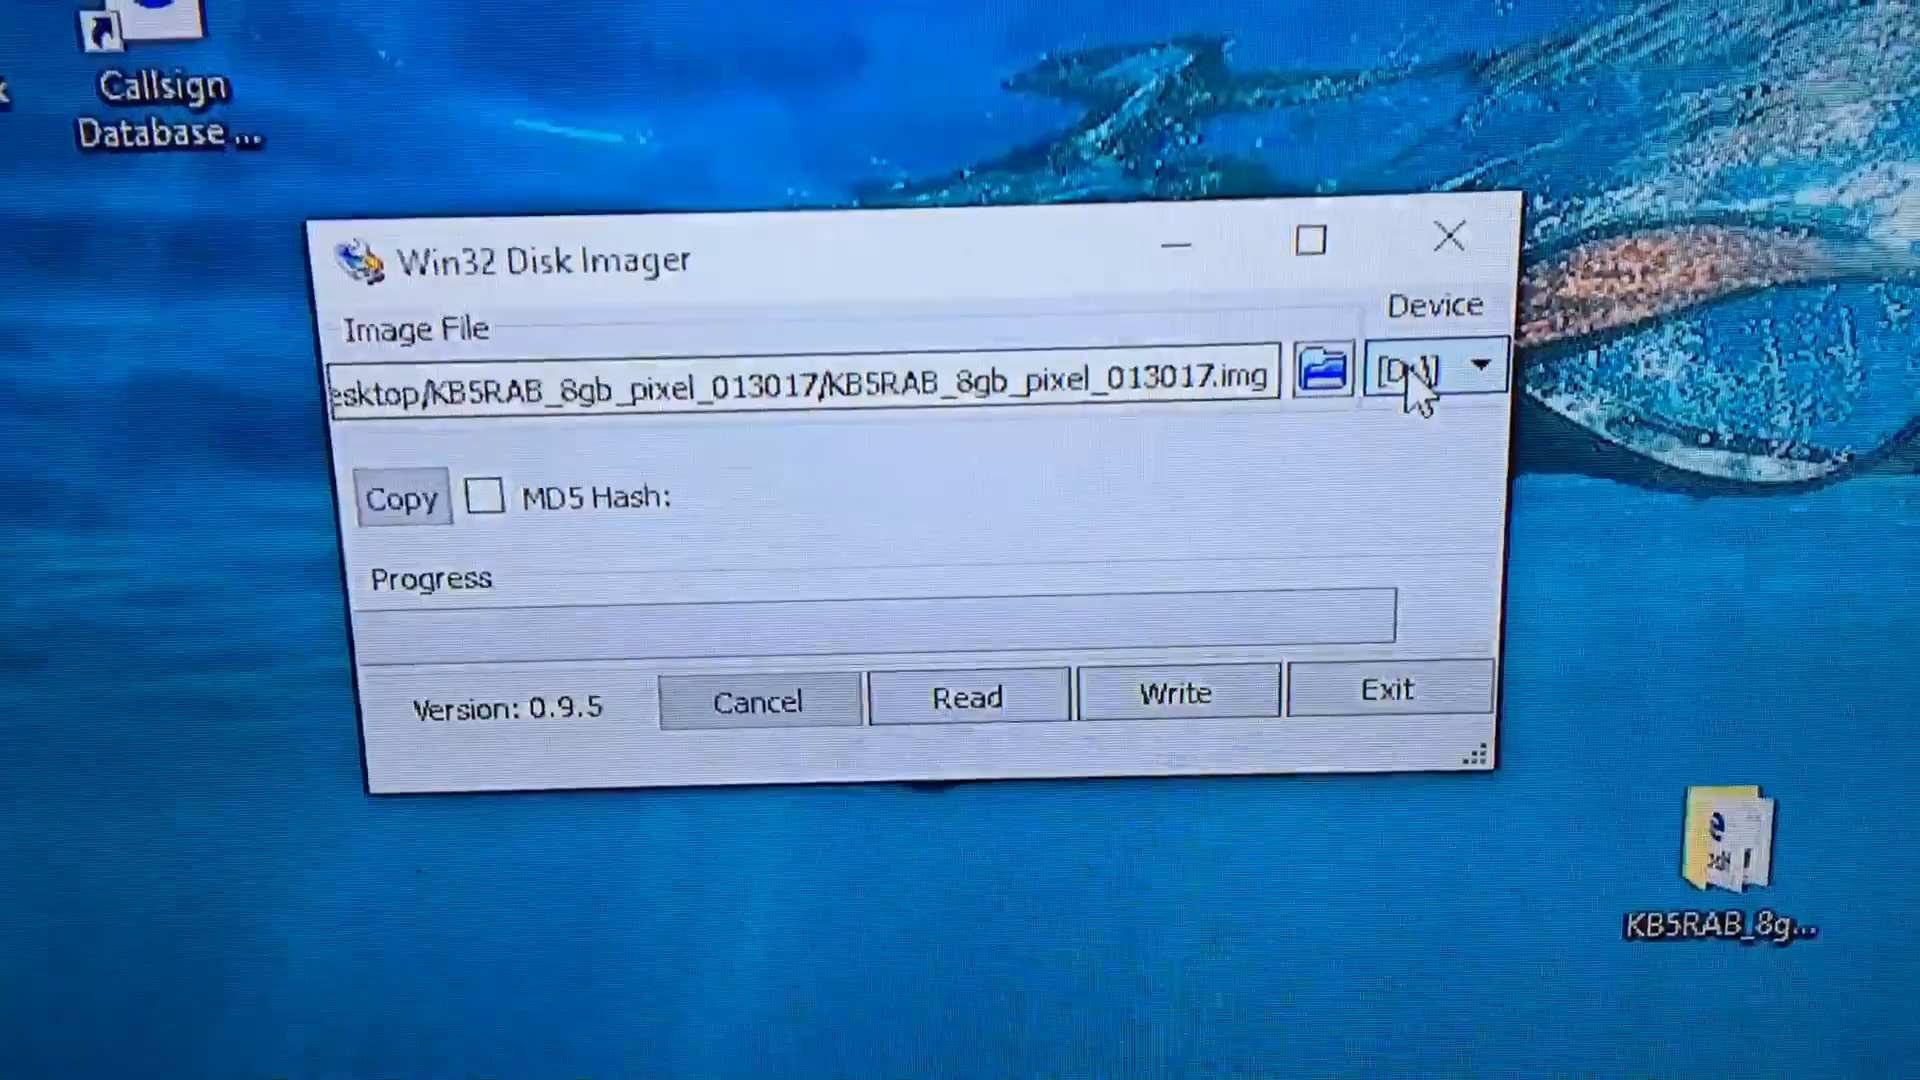 Callsign
Database ...
Win32 Disk Imager
Device
Image File
esktop/KB5RAB_8gb_pixel_013017/KB5RAB_8gb_pixel_013017.img
[D:\]
Copy
MD5 Hash:
Progress
Version: 0.9.5
Cancel
Read
Write
Exit
KB5RAB_8g...